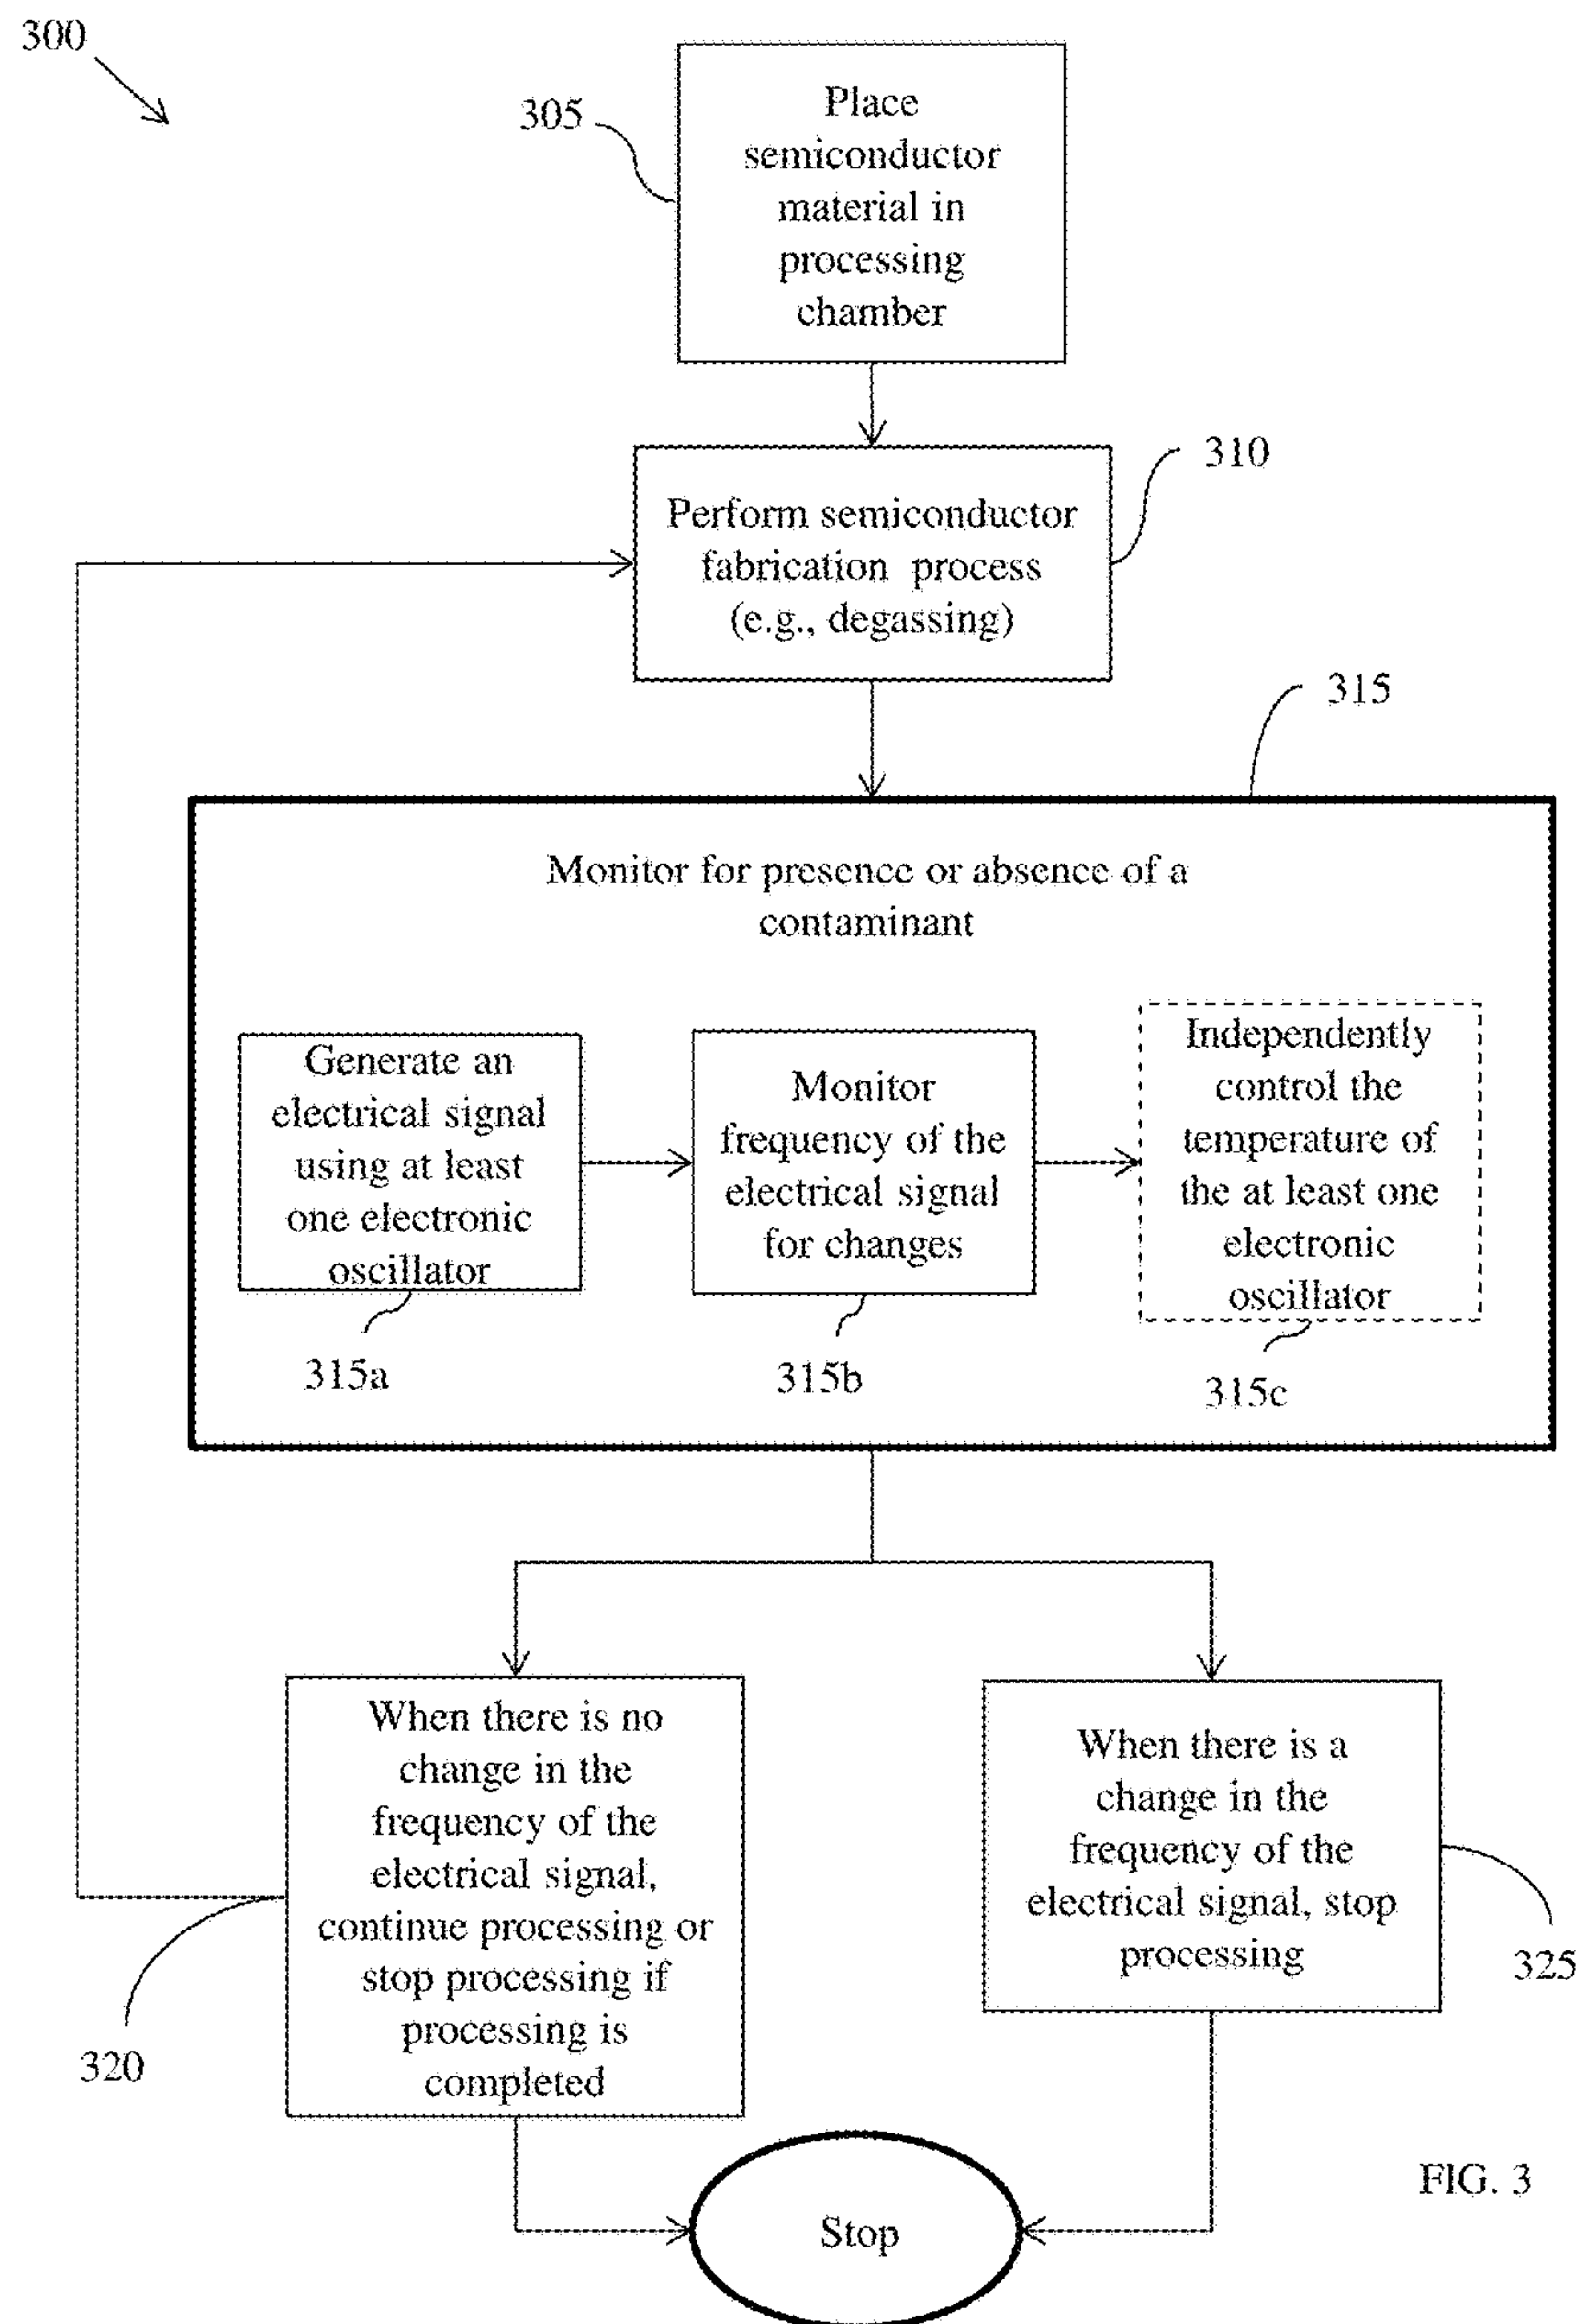 300
305
Place
semiconductor
material in
processing
chamber
310
Perform semiconductor
fabrication process
(e.g., degassing)
315
Monitor for presence or absence of a
contaminant
Generate an
electrical signal
using at least
one electronic
oscillator
315a
Monitor
frequency of the
electrical signal
for changes
315b
Independently
control the
temperature of
the at least one
electronic
oscillator
315c
When there is no
change in the
frequency of the
electrical signal,
continue processing or
stop processing if
processing is
completed
320
When there is a
change in the
frequency of the
electrical signal, stop
processing
325
Stop
FIG. 3